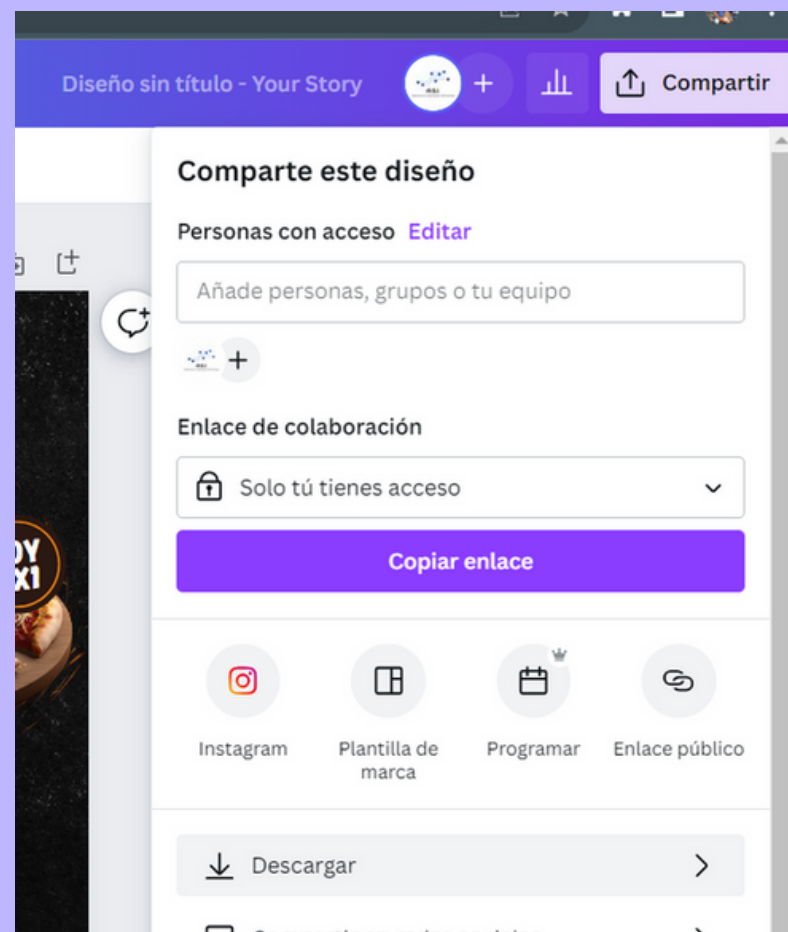 Diseño sin título - Your Story
Compartir
Comparte este diseño
Personas con acceso Editar
Añade personas, grupos o tu equipo
Enlace de colaboración
Solo tú tienes acceso
Copiar enlace
Instagram
Plantilla de
marca
Programar
Enlace público
Descargar